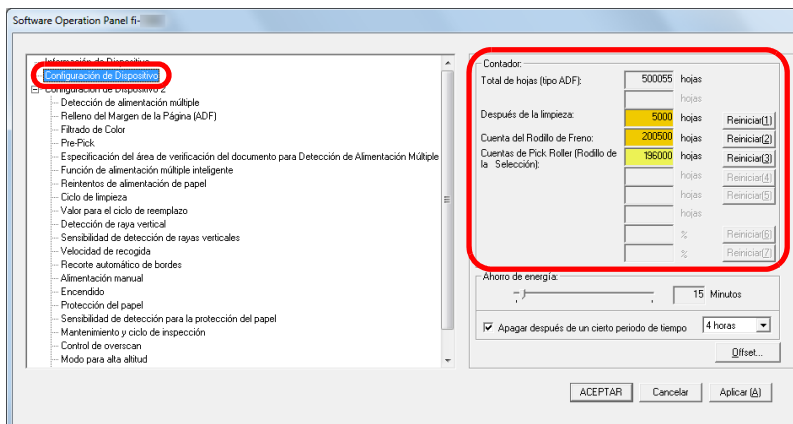 Software Operation Panel fi-
Información de Dispositivo
Configuración de Dispositivo
Configuración de Dispositivo 2
Detección de alimentación múltiple
Relleno del Margen de la Página (ADF)
Filtrado de Color
Pre-Pick
Especificación del área de verificación del documento para Detección de Alimentación Múltiple
Función de alimentación múltiple inteligente
Reintentos de alimentación de papel
Ciclo de limpieza
Valor para el ciclo de reemplazo
Detección de raya vertical
Sensibilidad de detección de rayas verticales
Velocidad de recogida
Recorte automático de bordes
Alimentación manual
Encendido
Protección del papel
Sensibilidad de detección para la protección del papel
Mantenimiento y ciclo de inspección
Control de overscan
Modo para alta altitud
Contador:
Total de hojas (tipo ADF): 500055 hojas
hojas
Después de la limpieza: 5000 hojas Reiniciar(1)
Cuenta del Rodillo de Freno: 200500 hojas Reiniciar(2)
Cuentas de Pick Roller (Rodillo de 196000 hojas Reiniciar(3)
la Selección):
hojas Reiniciar(4)
hojas Reiniciar(5)
hojas
% Reiniciar(6)
% Reiniciar(7)
Ahorro de energía:
15 Minutos
Apagar después de un cierto periodo de tiempo 4 horas
Offset...
ACEPTAR Cancelar Aplicar (A)